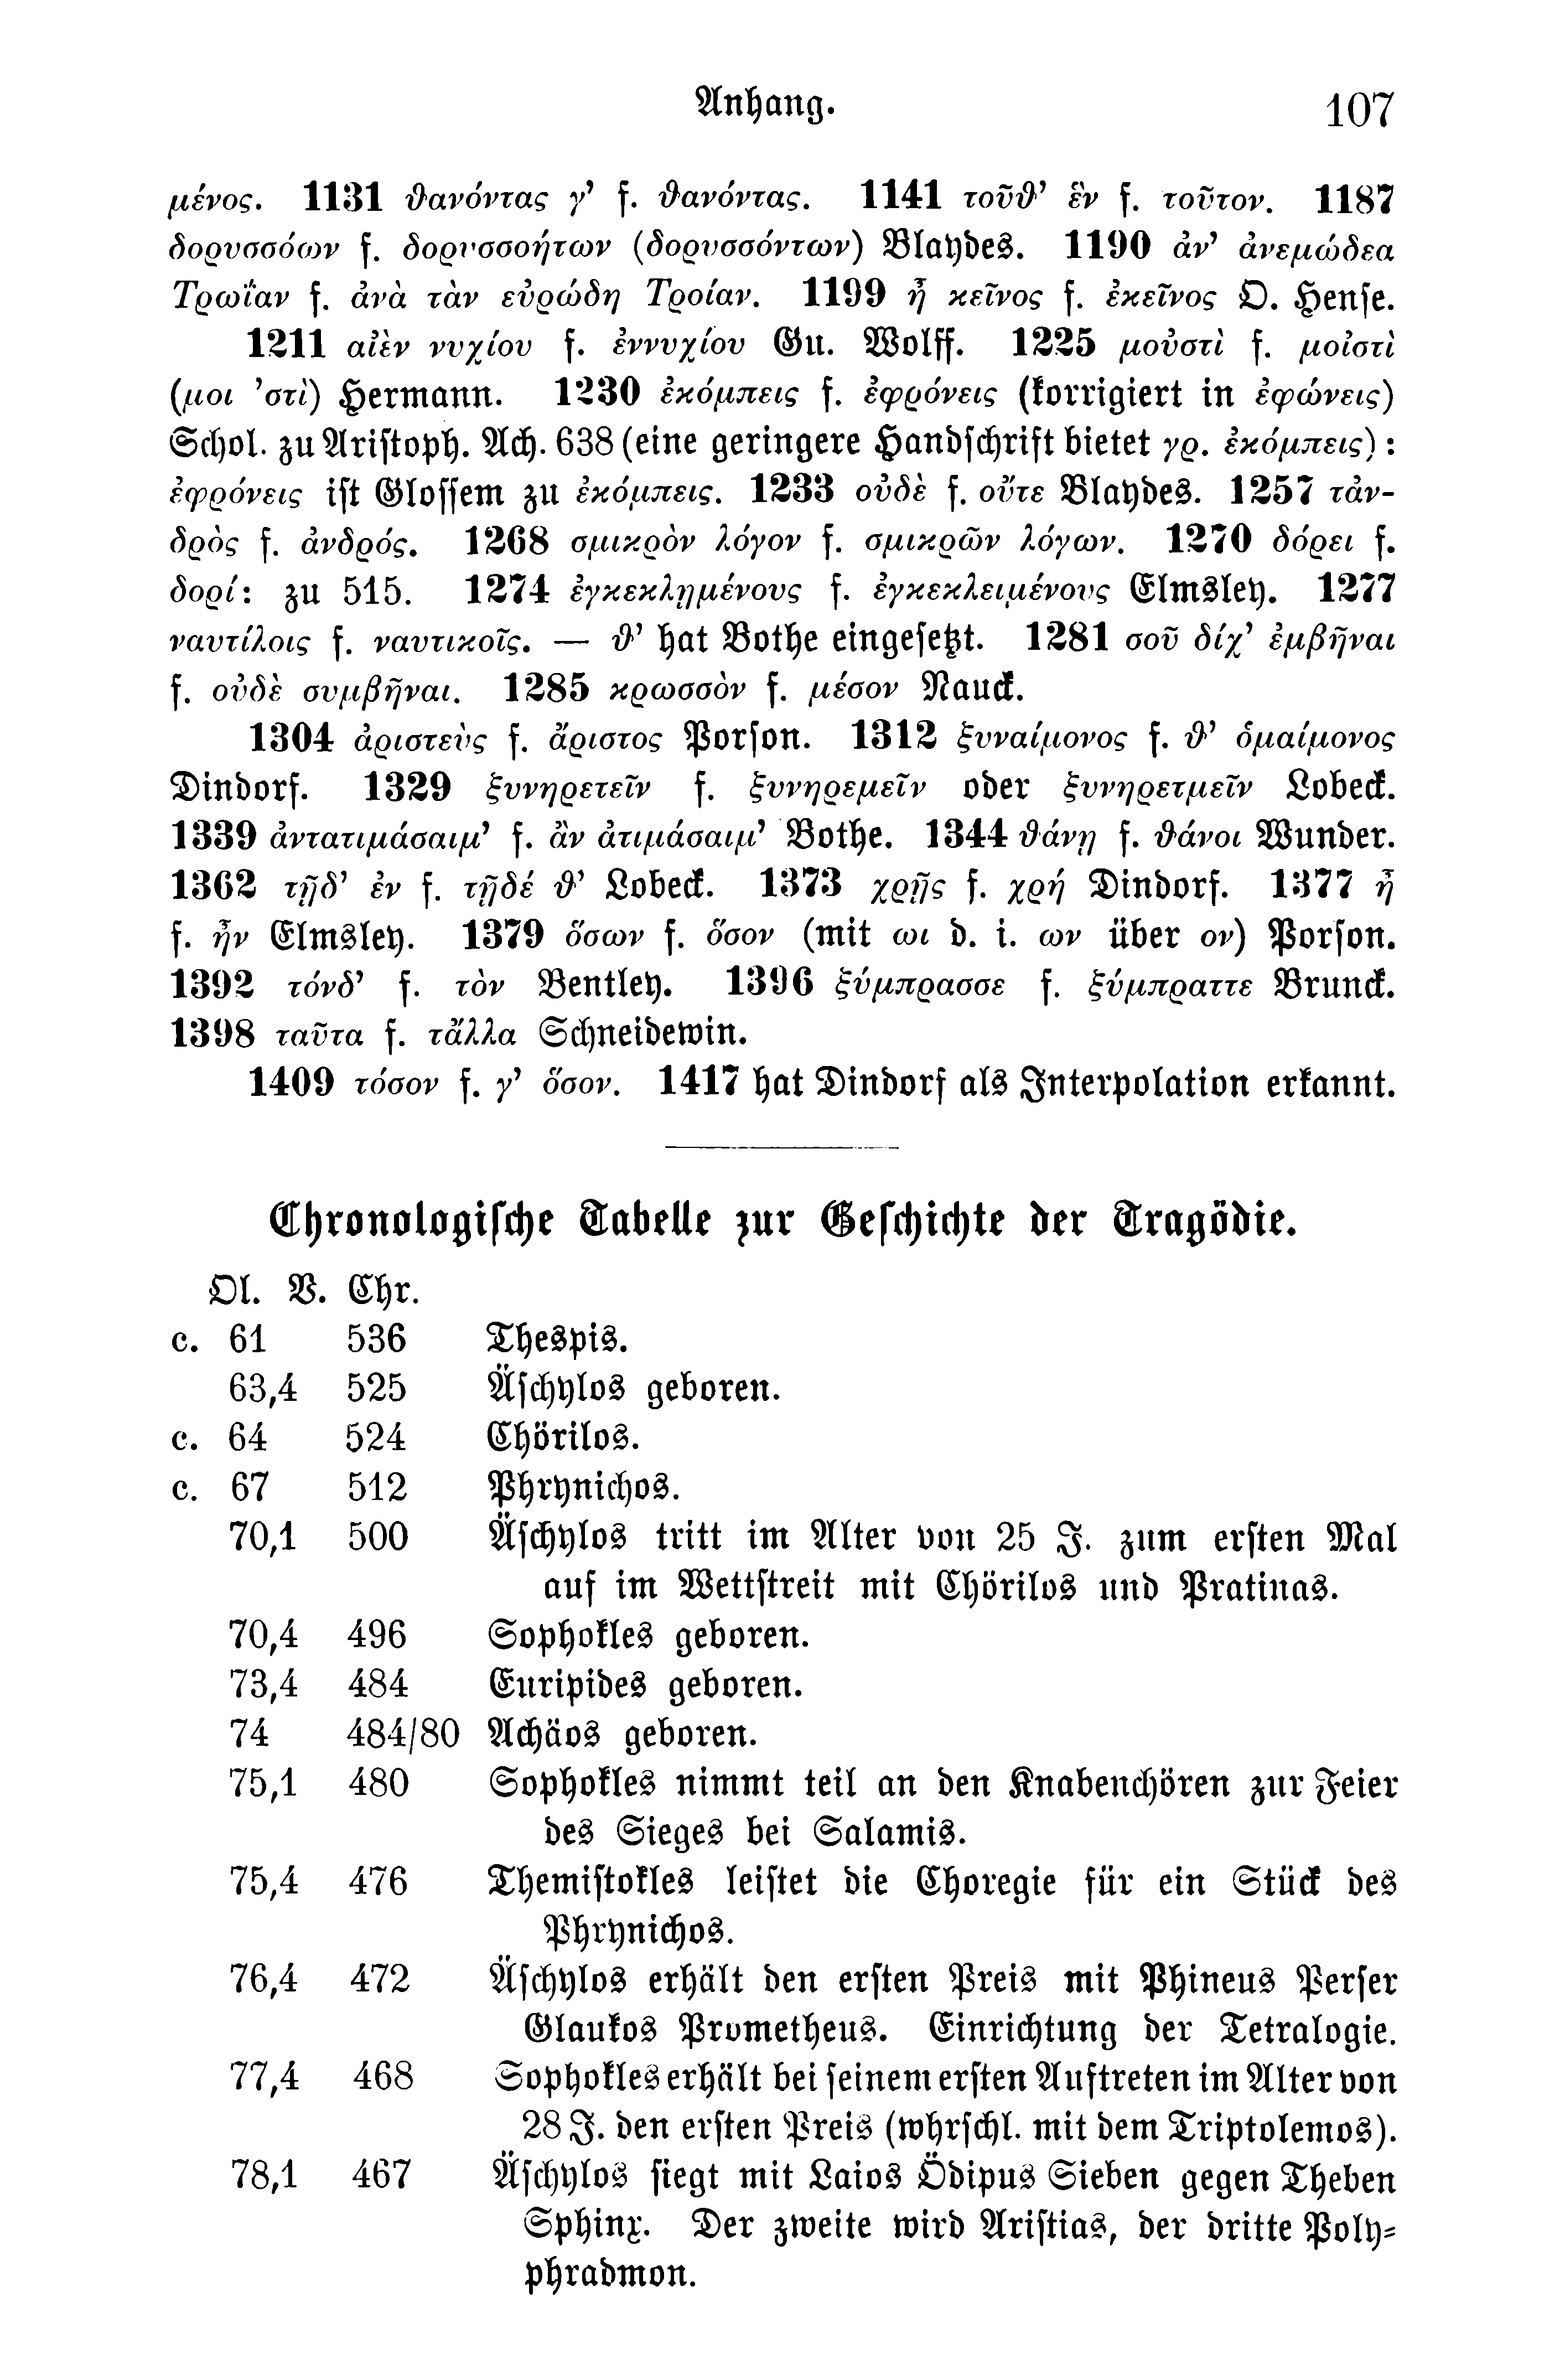 Anhang. 107
μένος. 1131 θανόντας γ’ f. θανόντας. 1141 τοῦθ’ ἓν f. τοῦτον. 1187
δορυσσόων f. δορυσσοήτων (δορυσσόντων) Blaydes. 1190 ἀν’ ἀνεμώδεα
Τρωΐαν f. ἀνὰ τὰν εὐρώδη Τροίαν. 1199 ἦ κεῖνος f. ἐκεῖνος O. Hense.
1211 αἰὲν νυχίου f. ἐννυχίου Gu. Wolff. 1225 μοὐστὶ f. μοἰστὶ
(μοι ’στὶ) Hermann. 1230 ἐκόμπεις f. ἐφρόνεις (korrigiert in ἐφώνεις)
Schol. zu Aristoph. Ach. 638 (eine geringere Handschrift bietet γρ. ἐκόμπεις):
ἐφρόνεις ist Glossem zu ἐκόμπεις. 1233 οὐδὲ f. οὔτε Blaydes. 1257 τἀν-
δρὸς f. ἀνδρός. 1268 σμικρὸν λόγον f. σμικρῶν λόγων. 1270 δόρει f.
δορί: zu 515. 1274 ἐγκεκλῃμένους f. ἐγκεκλειμένους Elmsley. 1277
ναυτίλοις f. ναυτικοῖς. — θ’ hat Bothe eingesetzt. 1281 σοῦ δίχ’ ἐμβῆναι
f. οὐδὲ συμβῆναι. 1285 κρωσσὸν f. μέσον Nauck.
1304 ἀριστεὺς f. ἄριστος Porson. 1312 ξυναίμονος f. θ’ ὁμαίμονος
Dindorf. 1329 ξυνηρετεῖν f. ξυνηρεμεῖν oder ξυνηρετμεῖν Lobeck.
1339 ἀντατιμάσαιμ’ f. ἂν ἀτιμάσαιμ’ Bothe. 1344 θάνῃ f. θάνοι Wunder.
1362 τῇδ’ ἐν f. τῇδέ θ’ Lobeck. 1373 χρῇς f. χρή Dindorf. 1377 ἦ
f. ἦν Elmsley. 1379 ὅσων f. ὅσον (mit ωι d. i. ων über ον) Porson.
1392 τόνδ’ f. τὸν Bentley. 1396 ξύμπρασσε f. ξύμπραττε Brunck.
1398 ταῦτα f. τἄλλα Schneidewin.
1409 τόσον f. γ’ ὅσον. 1417 hat Dindorf als Interpolation erkannt.
Chronologische Tabelle zur Geschichte der Tragödie.
Ol. V. Chr.
c. 61 536 Thespis.
63,4 525 Äschylos geboren.
c. 64 524 Chörilos.
c. 67 512 Phrynichos.
70,1 500 Äschylos tritt im Alter von 25 J. zum ersten Mal
auf im Wettstreit mit Chörilos und Pratinas.
70,4 496 Sophokles geboren.
73,4 484 Euripides geboren.
74 484/80 Achäos geboren.
75,1 480 Sophokles nimmt teil an den Knabenchören zur Feier
des Sieges bei Salamis.
75,4 476 Themistokles leistet die Choregie für ein Stück des
Phrynichos.
76,4 472 Äschylos erhält den ersten Preis mit Phineus Perser
Glaukos Prometheus. Einrichtung der Tetralogie.
77,4 468 Sophokles erhält bei seinem ersten Auftreten im Alter von
28 J. den ersten Preis (whrschl. mit dem Triptolemos).
78,1 467 Äschylos siegt mit Laios Ödipus Sieben gegen Theben
Sphinx. Der zweite wird Aristias, der dritte Poly-
phradmon.